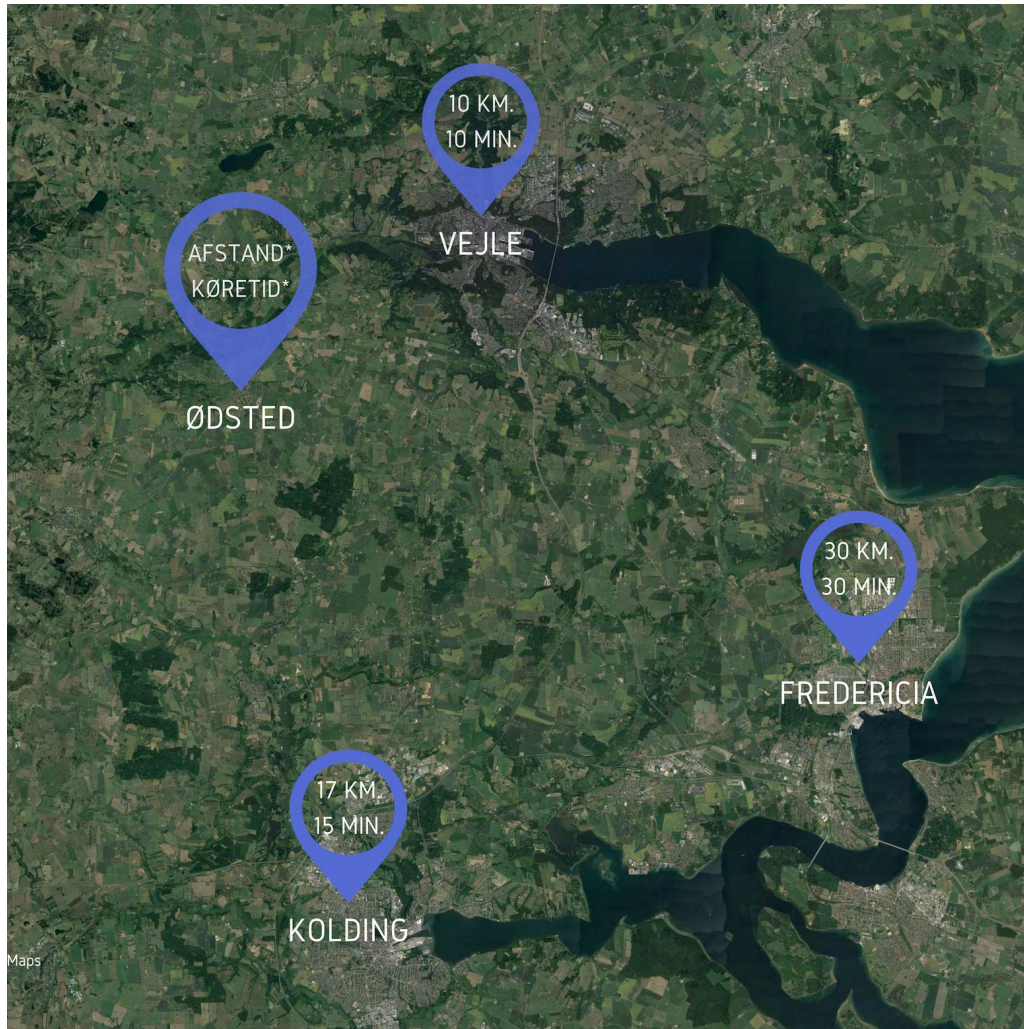 10 KM.
10 MIN.
VEJLE
AFSTAND*
KØRETID*
ØDSTED
30 KM.
30 MIN.
FREDERICIA
17 KM.
15 MIN.
KOLDING
Maps